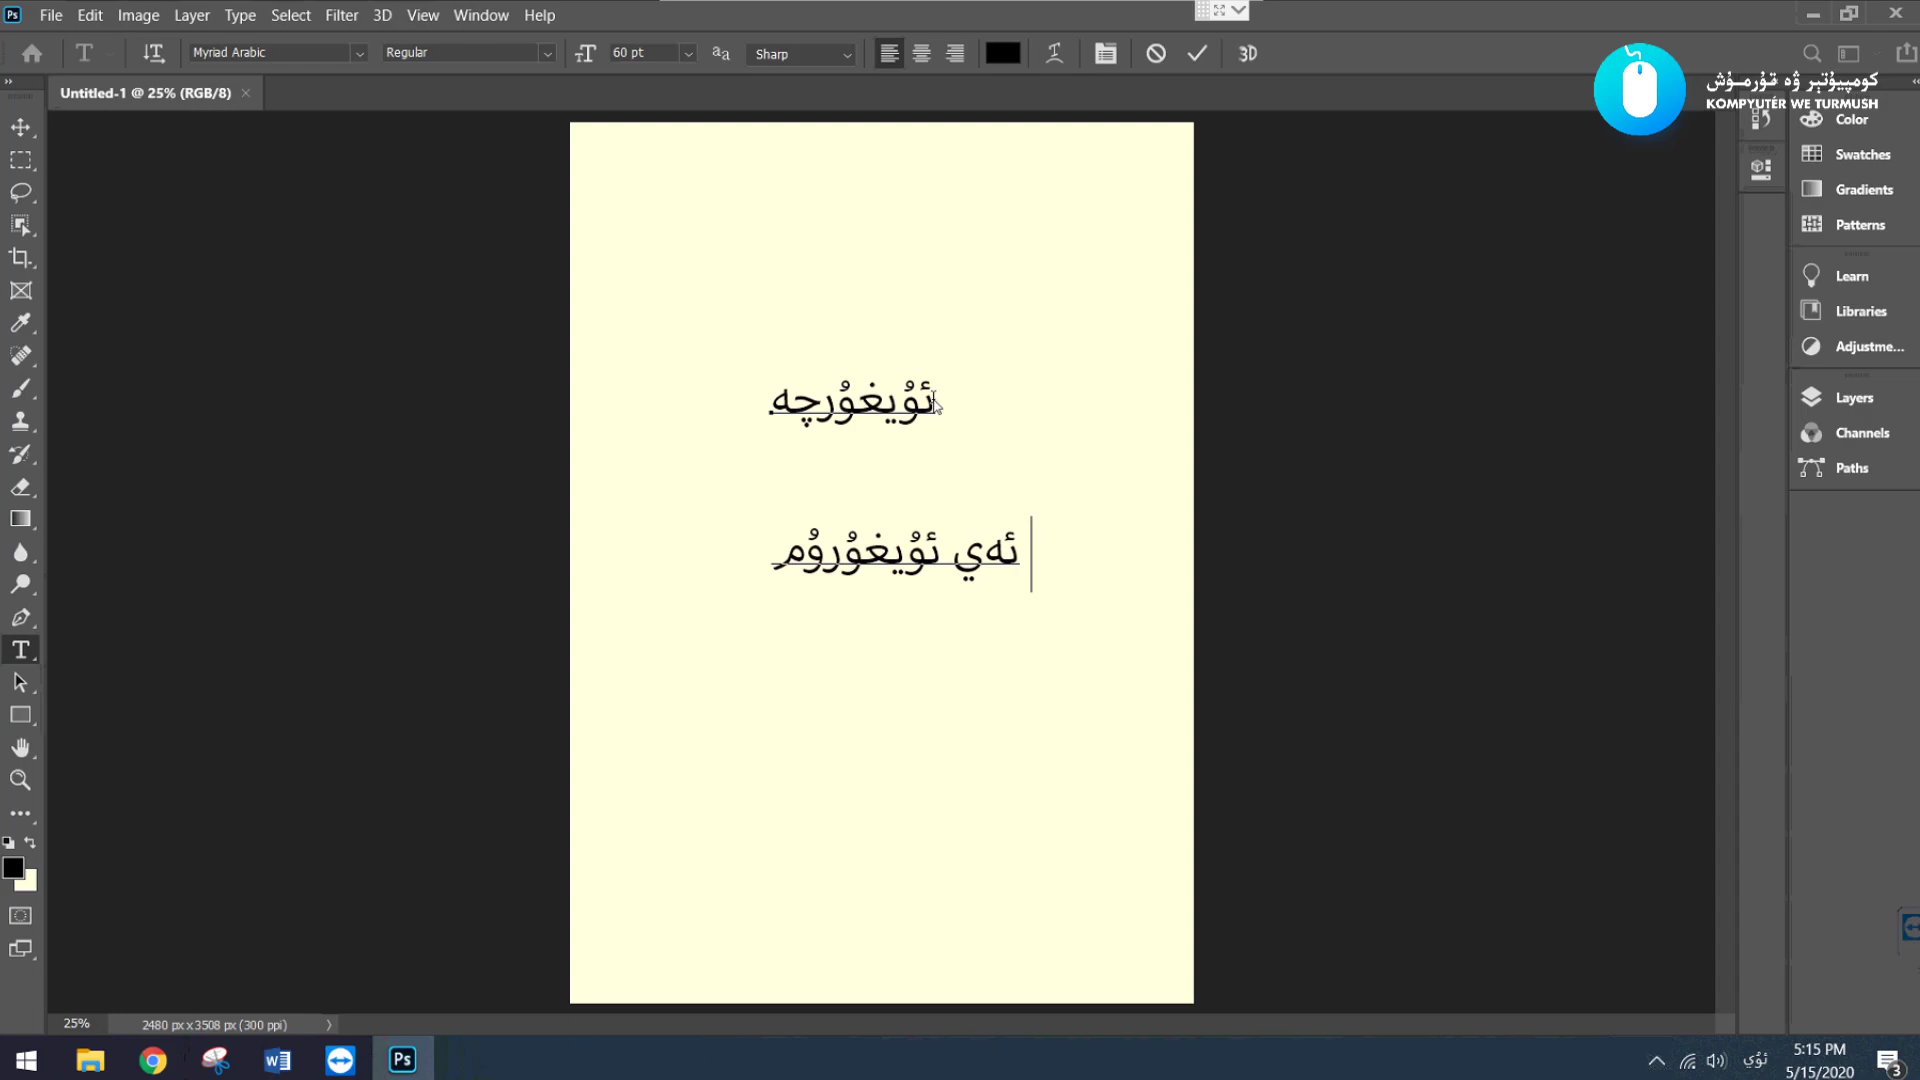 File Edit Image Layer Type Select Filter 3D View Window Help
Myriad Arabic Regular 60 pt Sharp 3D
Untitled-1 @ 25% (RGB/8)
كومپيۇتېر ۋە تۇرمۇش
KOMPYUTÉR WE TURMUSH
Color
Swatches
Gradients
Patterns
Learn
Libraries
Adjustme...
Layers
Channels
Paths
ئۇيغۇرچە.
ئەي ئۇيغۇرۇم
25% 2480 px x 3508 px (300 ppi)
ئۇي
5:15 PM
5/15/2020
3